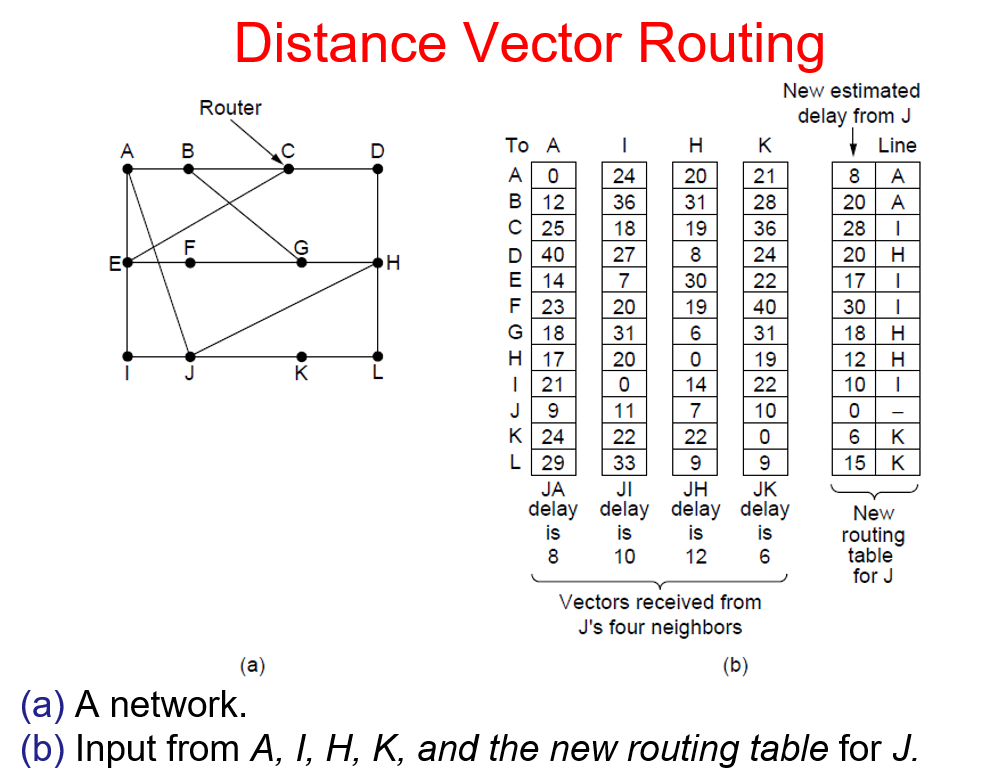 Distance Vector Routing
Router
A B C D
E F G H
I J K L
(a)
New estimated
delay from J
To A I H K Line
A 0 24 20 21 8 A
B 12 36 31 28 20 A
C 25 18 19 36 28 I
D 40 27 8 24 20 H
E 14 7 30 22 17 I
F 23 20 19 40 30 I
G 18 31 6 31 18 H
H 17 20 0 19 12 H
I 21 0 14 22 10 I
J 9 11 7 10 0 –
K 24 22 22 0 6 K
L 29 33 9 9 15 K
JA JI JH JK
delay delay delay delay
is is is is
8 10 12 6
New
routing
table
for J
Vectors received from
J's four neighbors
(b)
(a) A network.
(b) Input from A, I, H, K, and the new routing table for J.